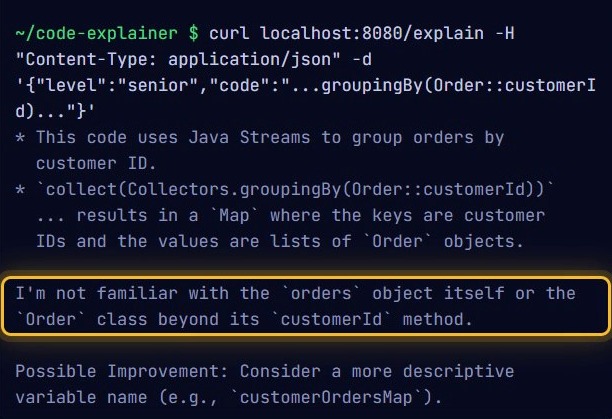 ~/code-explainer $ curl localhost:8080/explain -H
"Content-Type: application/json" -d
'{"level":"senior","code":"...groupingBy(Order::customerI
d)..."}'
* This code uses Java Streams to group orders by
customer ID.
* `collect(Collectors.groupingBy(Order::customerId))`
... results in a `Map` where the keys are customer
IDs and the values are lists of `Order` objects.
I'm not familiar with the `orders` object itself or the
`Order` class beyond its `customerId` method.
Possible Improvement: Consider a more descriptive
variable name (e.g., `customerOrdersMap`).